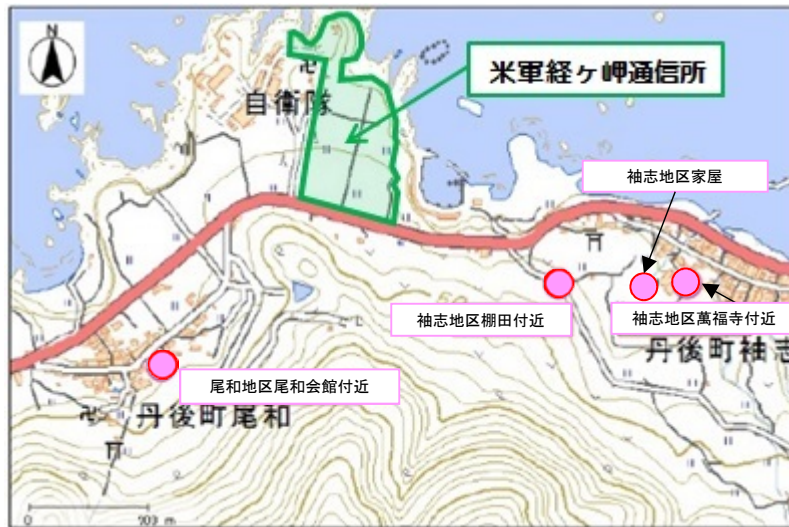 N
米軍経ヶ岬通信所
自衛隊
袖志地区家屋
袖志地区棚田付近
袖志地区萬福寺付近
丹後町袖志
尾和地区尾和会館付近
丹後町尾和
0